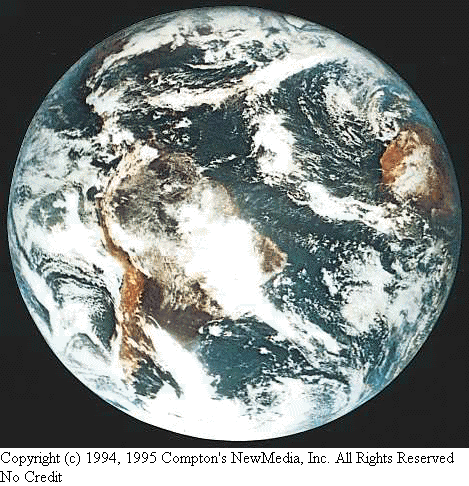 Copyright (c) 1994, 1995 Compton's NewMedia, Inc. All Rights Reserved
No Credit